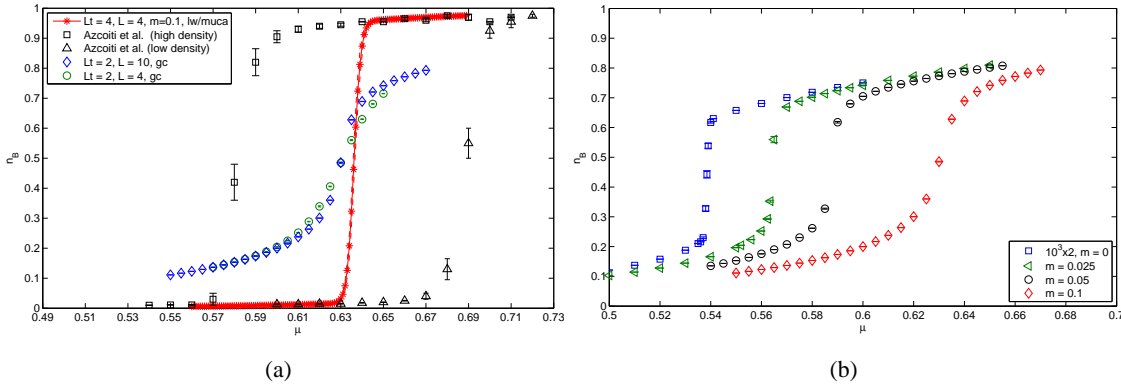 1
0.9
0.8
0.7
0.6
0.5
0.4
0.3
0.2
0.1
0
n_B
Lt = 4, L = 4, m=0.1, lw/muca
Azcoiti et al. (high density)
Azcoiti et al. (low density)
Lt = 2, L = 10, gc
Lt = 2, L = 4, gc
0.49 0.51 0.53 0.55 0.57 0.59 0.61 0.63 0.65 0.67 0.69 0.71 0.73
μ
(a)
1
0.9
0.8
0.7
0.6
0.5
0.4
0.3
0.2
0.1
0
n_B
10³x2, m = 0
m = 0.025
m = 0.05
m = 0.1
0.5 0.52 0.54 0.56 0.58 0.6 0.62 0.64 0.66 0.68 0.7
μ
(b)